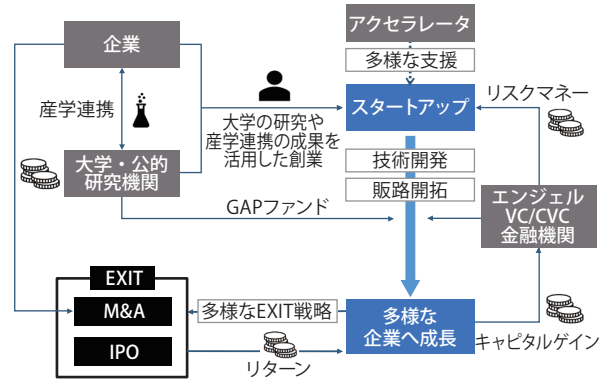 アクセラレータ
企業
多様な支援
産学連携
スタートアップ
リスクマネー
大学の研究や
産学連携の成果を
活用した創業
大学・公的
研究機関
技術開発
販路開拓
GAPファンド
エンジェル
VC/CVC
金融機関
EXIT
M&A
IPO
多様なEXIT戦略
リターン
多様な
企業へ成長
キャピタルゲイン